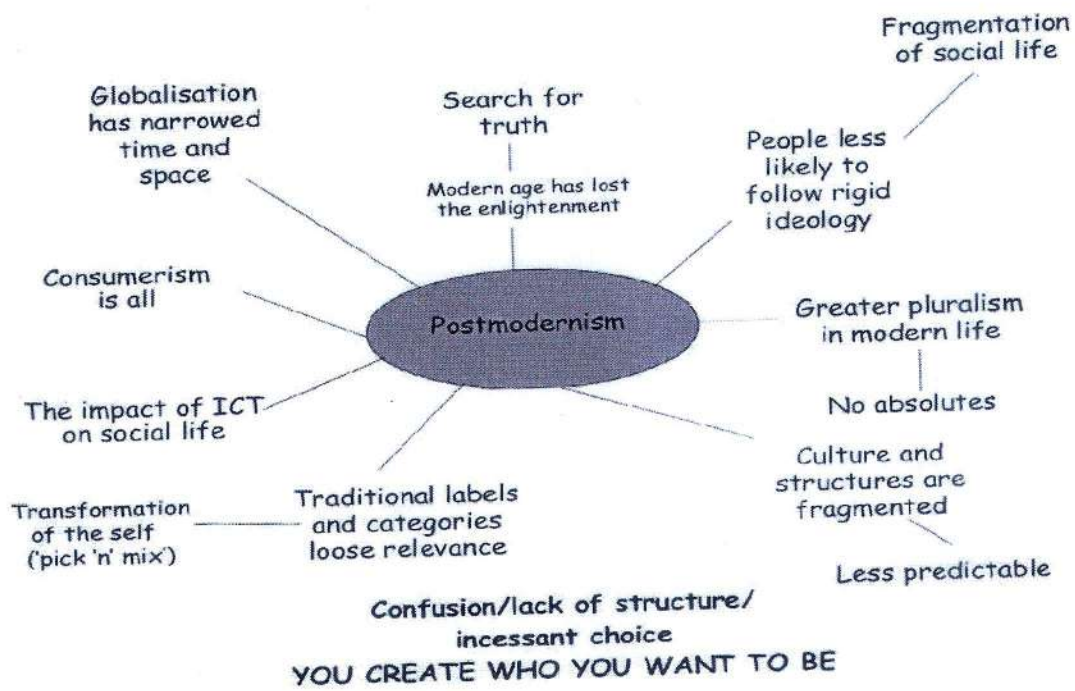 Fragmentation
of social life
Globalisation
has narrowed
time and
space
Search for
truth
Modern age has lost
the enlightenment
People less
likely to
follow rigid
ideology
Consumerism
is all
Postmodernism
Greater pluralism
in modern life
No absolutes
The impact of ICT
on social life
Culture and
structures are
fragmented
Less predictable
Traditional labels
and categories
loose relevance
Transformation
of the self
('pick 'n' mix')
Confusion/lack of structure/
incessant choice
YOU CREATE WHO YOU WANT TO BE